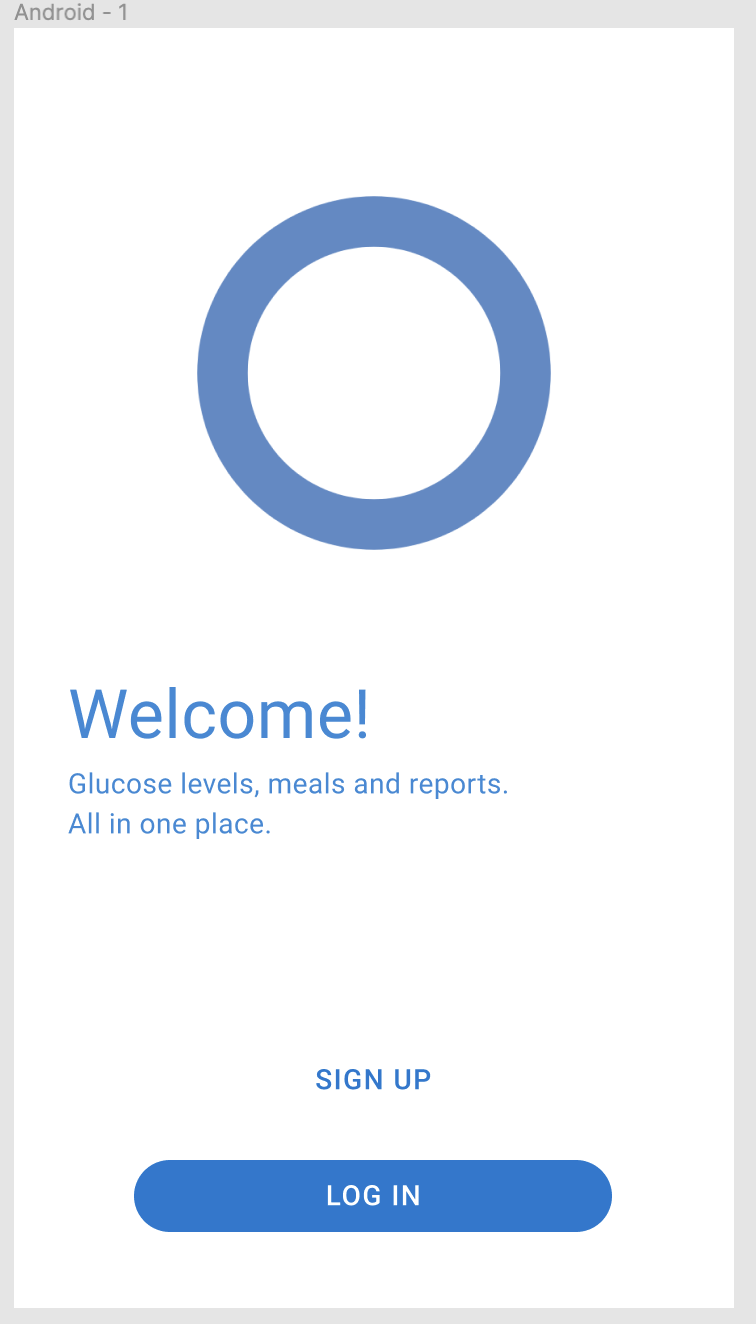 Android - 1
Welcome!
Glucose levels, meals and reports.
All in one place.
SIGN UP
LOG IN